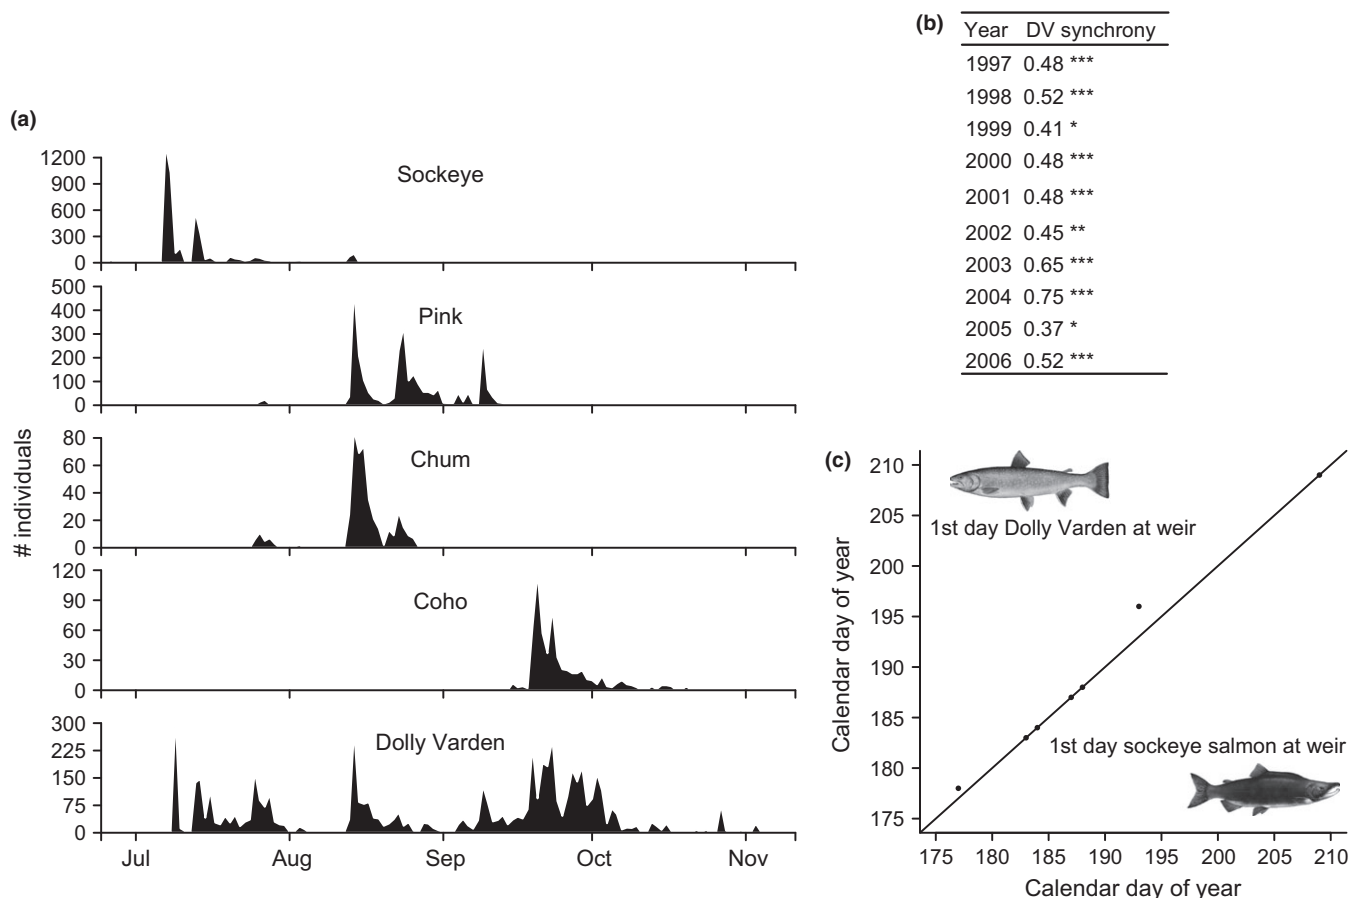 (a)
# individuals
1200
900
600
300
0
Sockeye
500
400
300
200
100
0
Pink
80
60
40
20
0
Chum
120
90
60
30
0
Coho
300
225
150
75
0
Dolly Varden
Jul Aug Sep Oct Nov
(b)
Year DV synchrony
1997 0.48 ***
1998 0.52 ***
1999 0.41 *
2000 0.48 ***
2001 0.48 ***
2002 0.45 **
2003 0.65 ***
2004 0.75 ***
2005 0.37 *
2006 0.52 ***
(c)
Calendar day of year
210
205
200
195
190
185
180
175
1st day Dolly Varden at weir
1st day sockeye salmon at weir
175 180 185 190 195 200 205 210
Calendar day of year